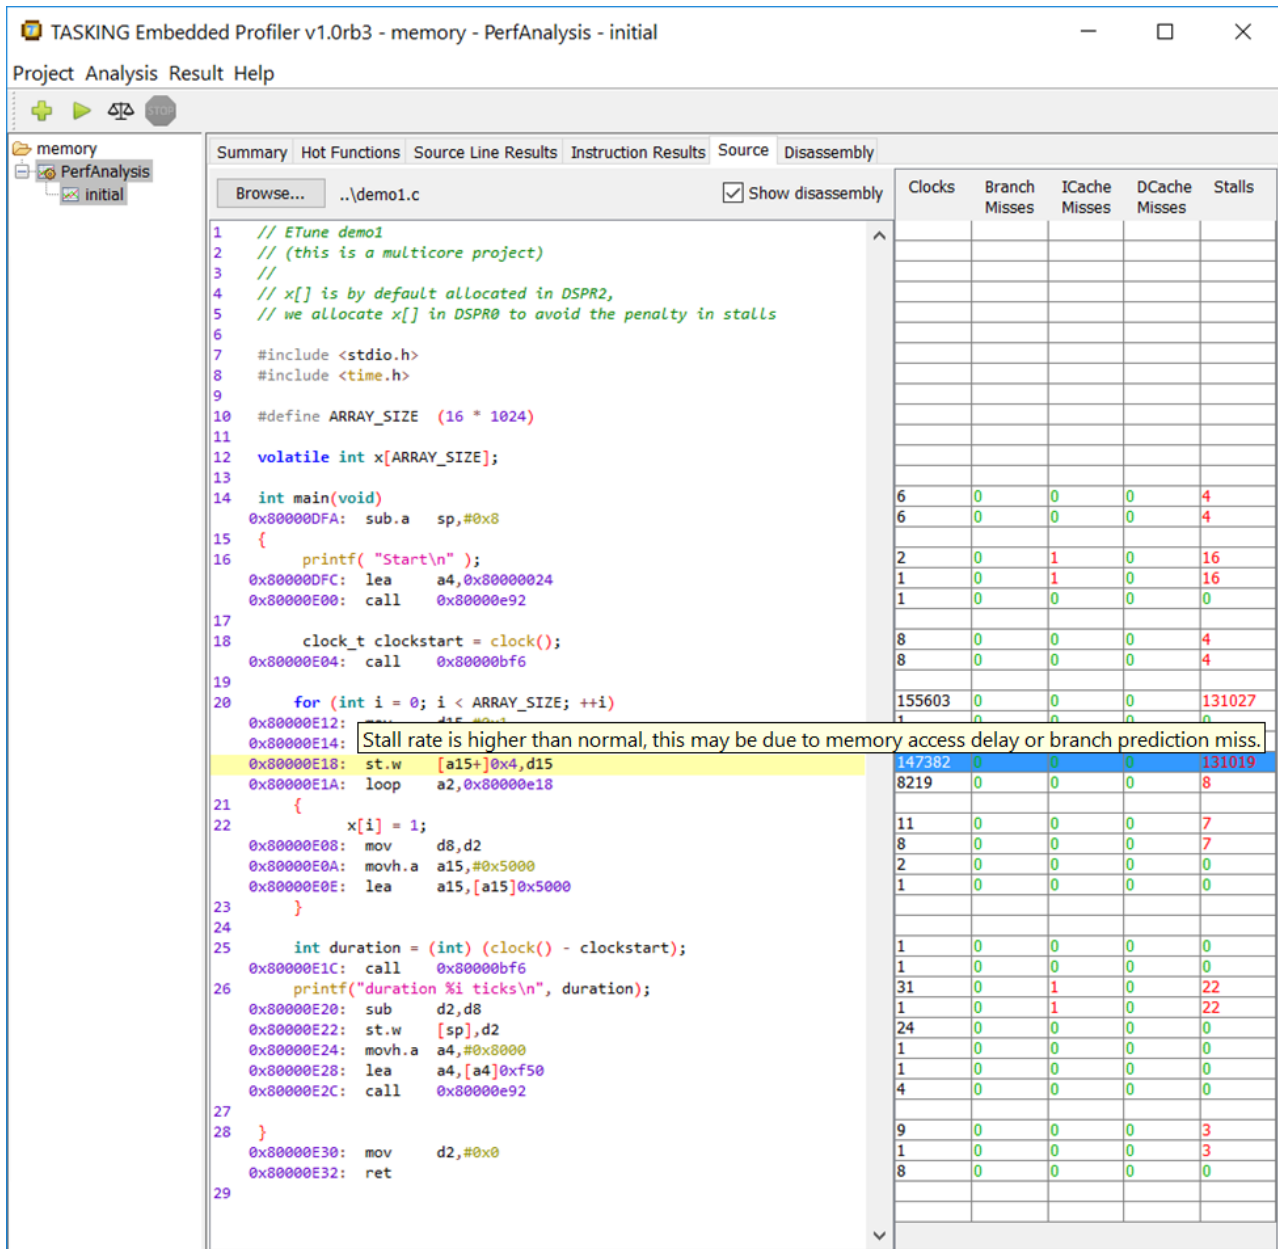 TASKING Embedded Profiler v1.0rb3 - memory - PerfAnalysis - initial
Project Analysis Result Help
STOP
memory
PerfAnalysis
initial
Summary Hot Functions Source Line Results Instruction Results Source Disassembly
Browse... ..\demo1.c Show disassembly
Clocks Branch Misses ICache Misses DCache Misses Stalls
1 // ETune demo1
2 // (this is a multicore project)
3 //
4 // x[] is by default allocated in DSPR2,
5 // we allocate x[] in DSPR0 to avoid the penalty in stalls
6
7 #include <stdio.h>
8 #include <time.h>
9
10 #define ARRAY_SIZE (16 * 1024)
11
12 volatile int x[ARRAY_SIZE];
13
14 int main(void) 6 0 0 0 4
0x80000DFA: sub.a sp,#0x8 6 0 0 0 4
15 {
16 printf( "Start\n" ); 2 0 1 0 16
0x80000DFC: lea a4,0x80000024 1 0 1 0 16
0x80000E00: call 0x80000e92 1 0 0 0 0
17
18 clock_t clockstart = clock(); 8 0 0 0 4
0x80000E04: call 0x80000bf6 8 0 0 0 4
19
20 for (int i = 0; i < ARRAY_SIZE; ++i) 155603 0 0 0 131027
0x80000E12:
0x80000E14:
Stall rate is higher than normal, this may be due to memory access delay or branch prediction miss.
0x80000E18: st.w [a15+]0x4,d15 147382 0 0 0 131019
0x80000E1A: loop a2,0x80000e18 8219 0 0 0 8
21 {
22 x[i] = 1; 11 0 0 0 7
0x80000E08: mov d8,d2 8 0 0 0 7
0x80000E0A: movh.a a15,#0x5000 2 0 0 0 0
0x80000E0E: lea a15,[a15]0x5000 1 0 0 0 0
23 }
24
25 int duration = (int) (clock() - clockstart); 1 0 0 0 0
0x80000E1C: call 0x80000bf6 1 0 0 0 0
26 printf("duration %i ticks\n", duration); 31 0 1 0 22
0x80000E20: sub d2,d8 1 0 1 0 22
0x80000E22: st.w [sp],d2 24 0 0 0 0
0x80000E24: movh.a a4,#0x8000 1 0 0 0 0
0x80000E28: lea a4,[a4]0xf50 1 0 0 0 0
0x80000E2C: call 0x80000e92 4 0 0 0 0
27
28 } 9 0 0 0 3
0x80000E30: mov d2,#0x0 1 0 0 0 3
0x80000E32: ret 8 0 0 0 0
29